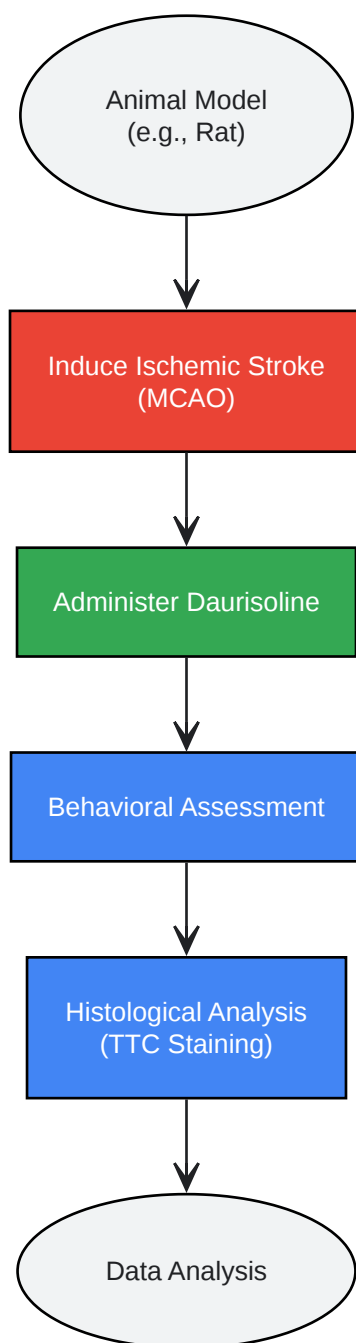 Animal Model
(e.g., Rat)
Induce Ischemic Stroke
(MCAO)
Administer Daurisoline
Behavioral Assessment
Histological Analysis
(TTC Staining)
Data Analysis